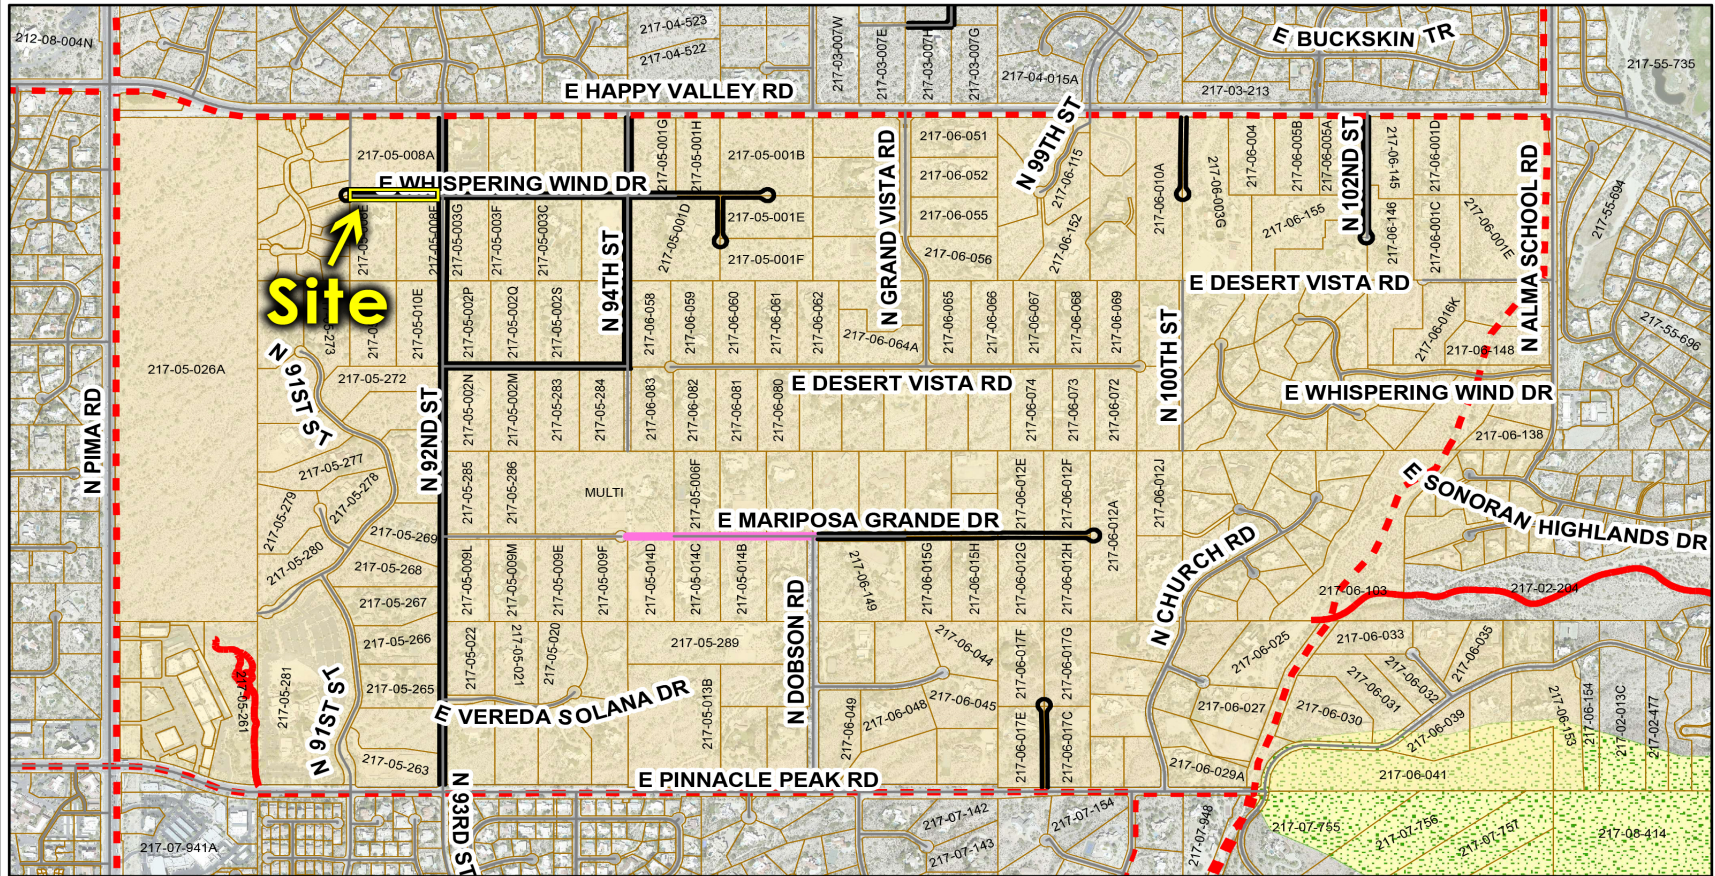 212-08-004N
217-04-523
217-04-522
217-03-007W
217-03-007E
217-03-007H
217-03-007G
217-04-015A
E BUCKSKIN TR
217-03-213
217-55-735
E HAPPY VALLEY RD
217-05-008A
217-05-001G
217-05-001H
217-05-001B
N GRAND VISTA RD
217-06-051
217-06-052
217-06-055
217-06-056
N 99TH ST
217-06-115
217-06-152
217-06-010A
217-06-003G
217-06-004
217-06-005B
217-06-005A
N 102ND ST
217-06-145
217-06-146
217-06-001D
217-06-001C
217-06-001E
217-06-155
N ALMA SCHOOL RD
217-55-694
E WHISPERING WIND DR
217-05-008F
217-05-003G
217-05-003F
217-05-003C
N 94TH ST
217-05-001D
217-05-001E
217-05-001F
Site
217-05-273
217-05-010E
217-05-002P
217-05-002Q
217-05-002S
217-06-058
217-06-059
217-06-060
217-06-061
217-06-062
217-06-064A
217-06-065
217-06-066
217-06-067
217-06-068
217-06-069
N 100TH ST
E DESERT VISTA RD
217-06-016K
217-06-148
217-55-696
217-05-026A
N 91ST ST
217-05-272
N 92ND ST
217-05-002N
217-05-002M
217-05-283
217-05-284
217-06-083
217-06-082
217-06-081
217-06-080
E DESERT VISTA RD
217-06-074
217-06-073
217-06-072
E WHISPERING WIND DR
217-06-138
N PIMA RD
217-05-277
217-05-278
217-05-279
217-05-280
217-05-285
217-05-286
MULTI
217-05-006F
217-06-012E
217-06-012F
217-06-012A
217-06-012J
E SONORAN HIGHLANDS DR
E MARIPOSA GRANDE DR
217-05-269
217-05-268
217-05-267
217-05-266
217-05-265
217-05-263
217-05-009L
217-05-009M
217-05-009E
217-05-009F
217-05-014D
217-05-014C
217-05-014B
N DOBSON RD
217-06-149
217-06-015G
217-06-015H
217-06-012G
217-06-012H
N CHURCH RD
217-06-103
217-02-204
217-05-261
217-05-281
N 91ST ST
217-05-022
217-05-021
217-05-020
217-05-289
E VEREDA SOLANA DR
217-05-013B
217-06-049
217-06-048
217-06-044
217-06-045
217-06-017F
217-06-017G
217-06-017E
217-06-017C
217-06-025
217-06-027
217-06-029A
217-06-033
217-06-035
217-06-032
217-06-031
217-06-030
217-06-039
217-06-153
217-06-154
217-02-013C
217-02-477
217-06-041
E PINNACLE PEAK RD
N 93RD ST
217-07-941A
217-07-142
217-07-143
217-07-154
217-07-948
217-07-755
217-07-756
217-07-757
217-08-414